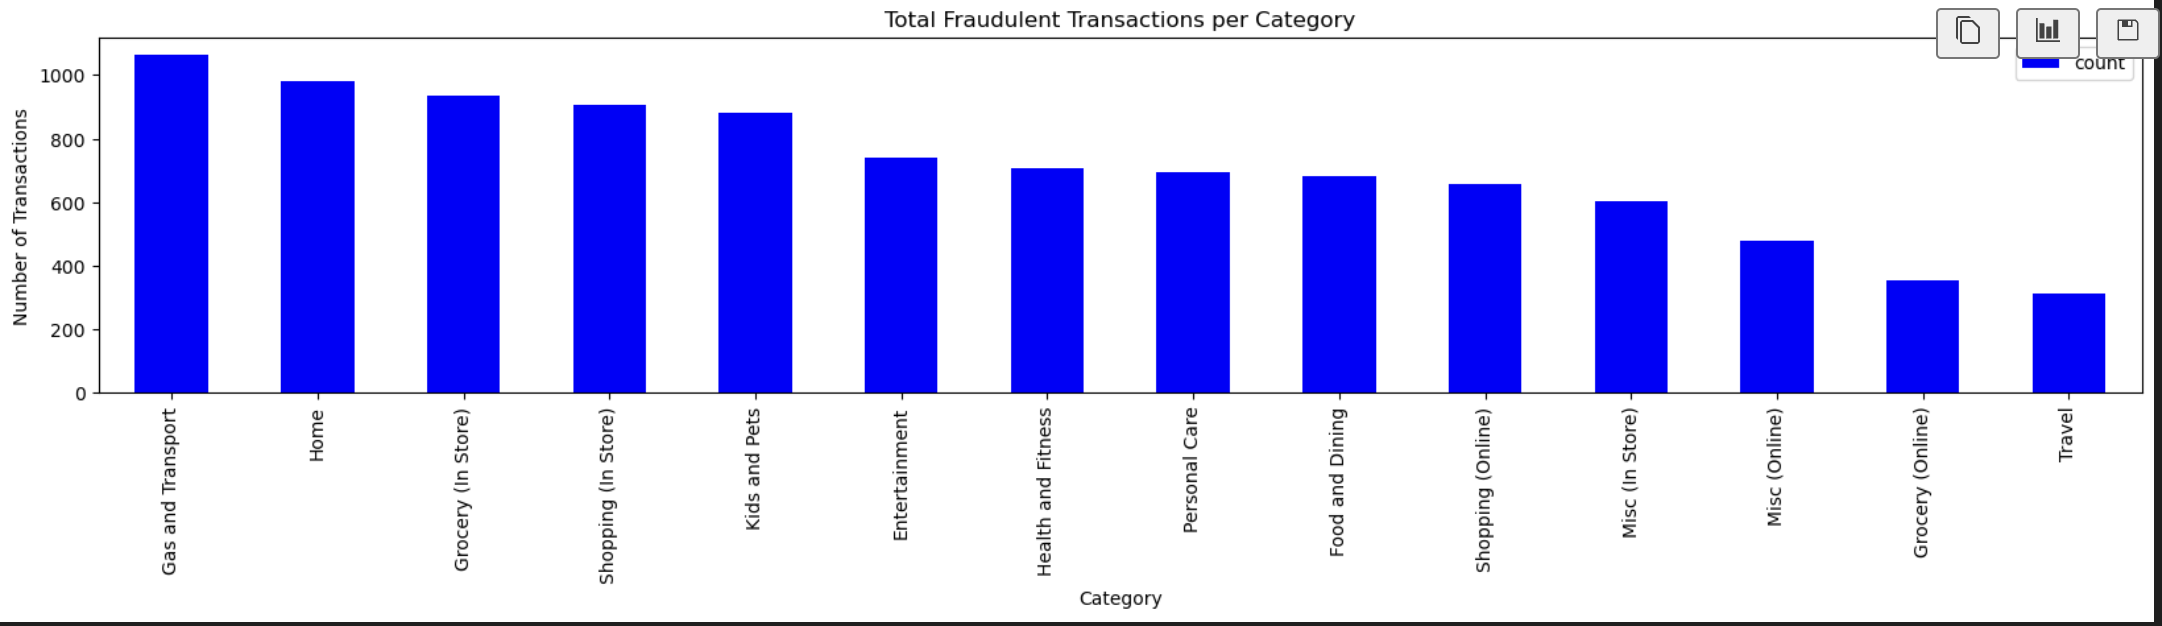 Total Fraudulent Transactions per Category
count
Number of Transactions
1000
800
600
400
200
0
Gas and Transport
Home
Grocery (In Store)
Shopping (In Store)
Kids and Pets
Entertainment
Health and Fitness
Personal Care
Food and Dining
Shopping (Online)
Misc (In Store)
Misc (Online)
Grocery (Online)
Travel
Category